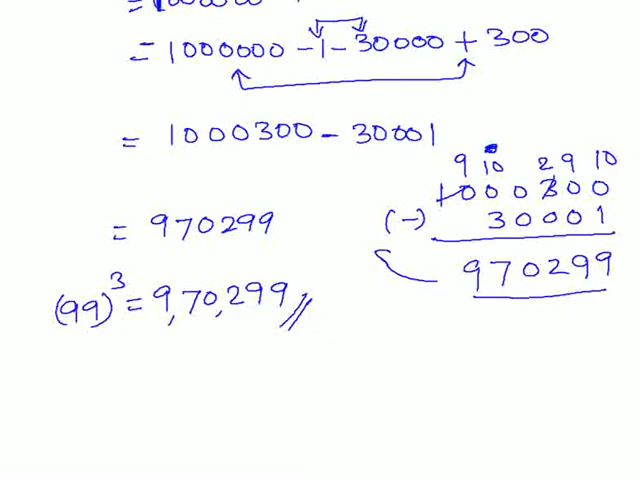 = 1000000 - 1 - 30000 + 300
= 1000300 - 30001
9 10 2 9 10
1000300
(-) 30001
= 970299
970299
(99)³ = 9,70,299//